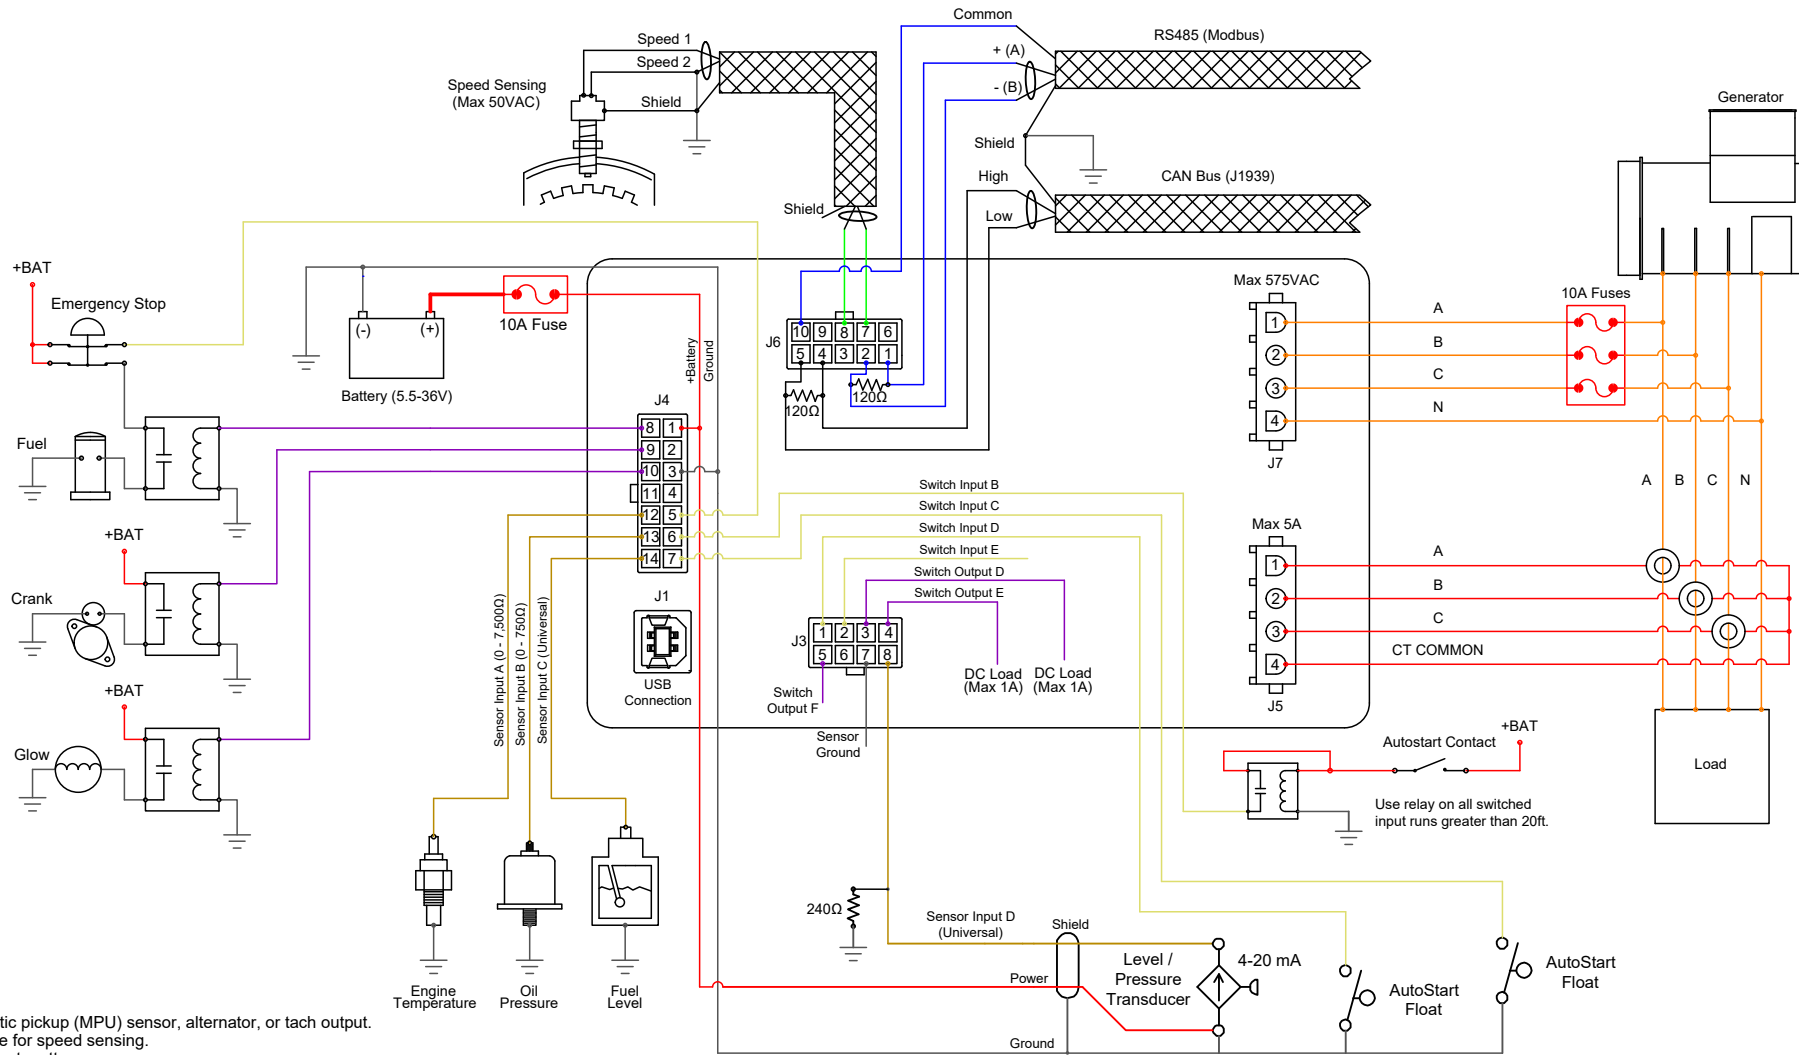 Common
Speed 1
RS485 (Modbus)
+ (A)
Speed 2
Speed Sensing
(Max 50VAC)
- (B)
Shield
Generator
Shield
High
CAN Bus (J1939)
Shield
Low
+BAT
Max 575VAC
Emergency Stop
10A Fuses
(-)
(+)
10A Fuse
A
10 9 8 7 6
J6
5 4 3 2 1
1
B
2
+Battery
Ground
C
3
Battery (5.5-36V)
120Ω
120Ω
N
4
J4
8 1
Fuel
9 2
J7
10 3
A B C N
11 4
Switch Input B
12 5
Switch Input C
13 6
Switch Input D
Max 5A
+BAT
14 7
Switch Input E
A
1
Switch Output D
B
2
Switch Output E
Crank
J1
C
3
1 2 3 4
J3
5 6 7 8
CT COMMON
4
USB
Connection
DC Load
(Max 1A)
DC Load
(Max 1A)
Switch
Output F
J5
+BAT
Sensor Input A (0 - 7,500Ω)
Sensor Input B (0 - 750Ω)
Sensor Input C (Universal)
Sensor
Ground
+BAT
Autostart Contact
Glow
Load
Use relay on all switched
input runs greater than 20ft.
240Ω
Sensor Input D
(Universal)
Shield
Level /
Pressure
Transducer
4-20 mA
AutoStart
Float
Power
AutoStart
Float
Engine
Temperature
Oil
Pressure
Fuel
Level
tic pickup (MPU) sensor, alternator, or tach output.
e for speed sensing.
Ground